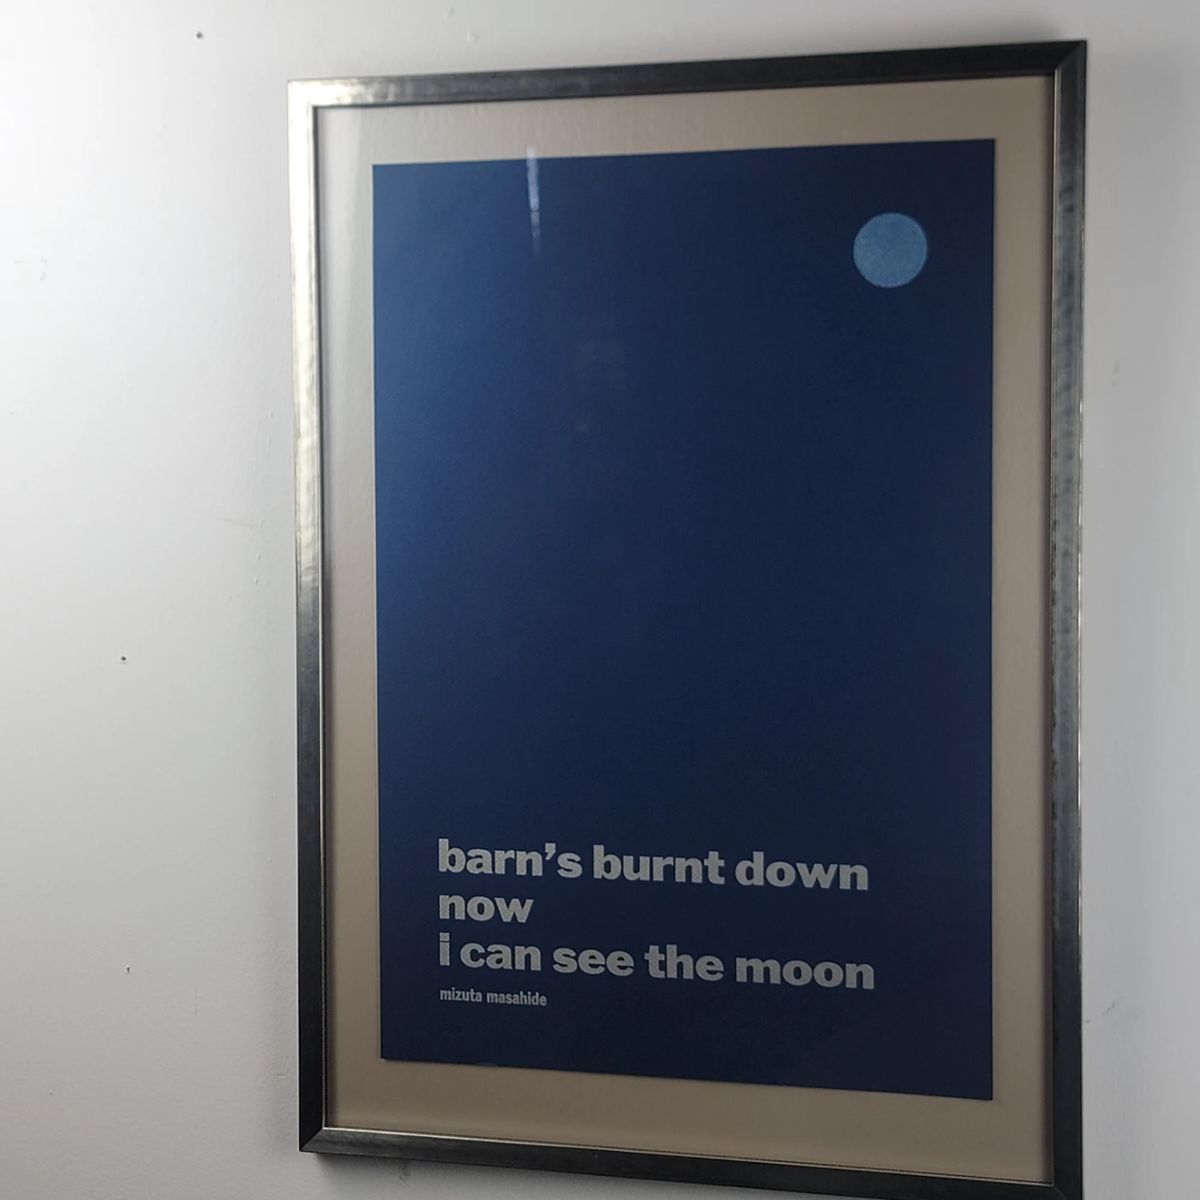 barn’s burnt down
now
i can see the moon
mizuta masahide